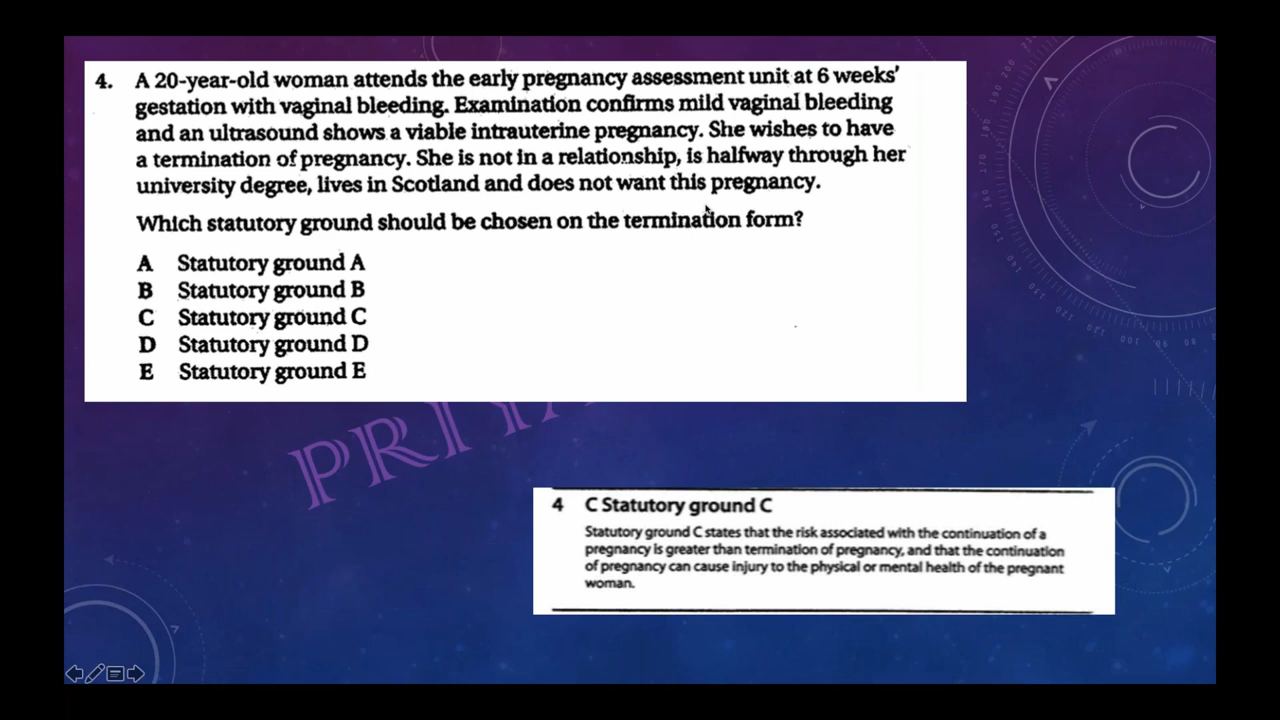 4. A 20-year-old woman attends the early pregnancy assessment unit at 6 weeks'
gestation with vaginal bleeding. Examination confirms mild vaginal bleeding
and an ultrasound shows a viable intrauterine pregnancy. She wishes to have
a termination of pregnancy. She is not in a relationship, is halfway through her
university degree, lives in Scotland and does not want this pregnancy.
Which statutory ground should be chosen on the termination form?
A Statutory ground A
B Statutory ground B
C Statutory ground C
D Statutory ground D
E Statutory ground E
PRIYA
4 C Statutory ground C
Statutory ground C states that the risk associated with the continuation of a
pregnancy is greater than termination of pregnancy, and that the continuation
of pregnancy can cause injury to the physical or mental health of the pregnant
woman.